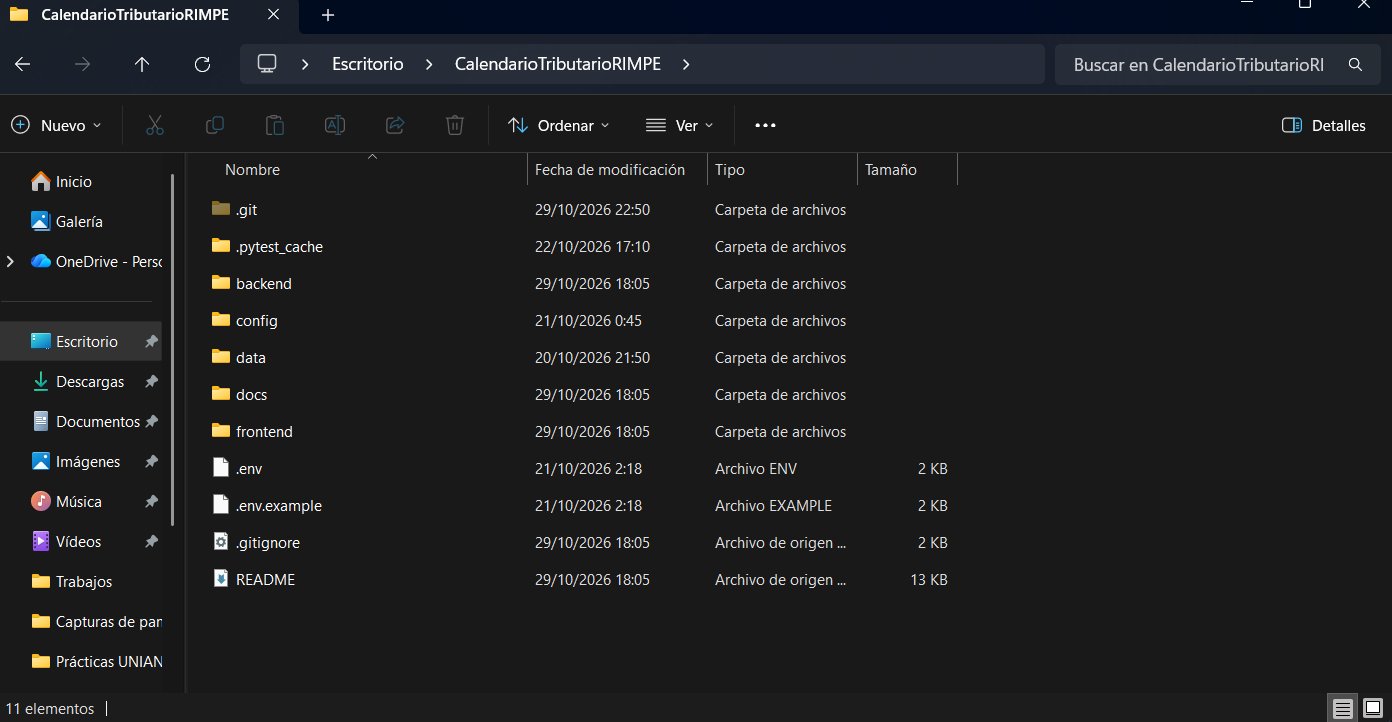 CalendarioTributarioRIMPE
Escritorio CalendarioTributarioRIMPE
Buscar en CalendarioTributarioRI
Nuevo Ordenar Ver Detalles
Nombre Fecha de modificación Tipo Tamaño
Inicio
Galería
OneDrive - Perso
Escritorio
Descargas
Documentos
Imágenes
Música
Vídeos
Trabajos
Capturas de pan
Prácticas UNIAN
.git 29/10/2026 22:50 Carpeta de archivos
.pytest_cache 22/10/2026 17:10 Carpeta de archivos
backend 29/10/2026 18:05 Carpeta de archivos
config 21/10/2026 0:45 Carpeta de archivos
data 20/10/2026 21:50 Carpeta de archivos
docs 29/10/2026 18:05 Carpeta de archivos
frontend 29/10/2026 18:05 Carpeta de archivos
.env 21/10/2026 2:18 Archivo ENV 2 KB
.env.example 21/10/2026 2:18 Archivo EXAMPLE 2 KB
.gitignore 29/10/2026 18:05 Archivo de origen ... 2 KB
README 29/10/2026 18:05 Archivo de origen ... 13 KB
11 elementos